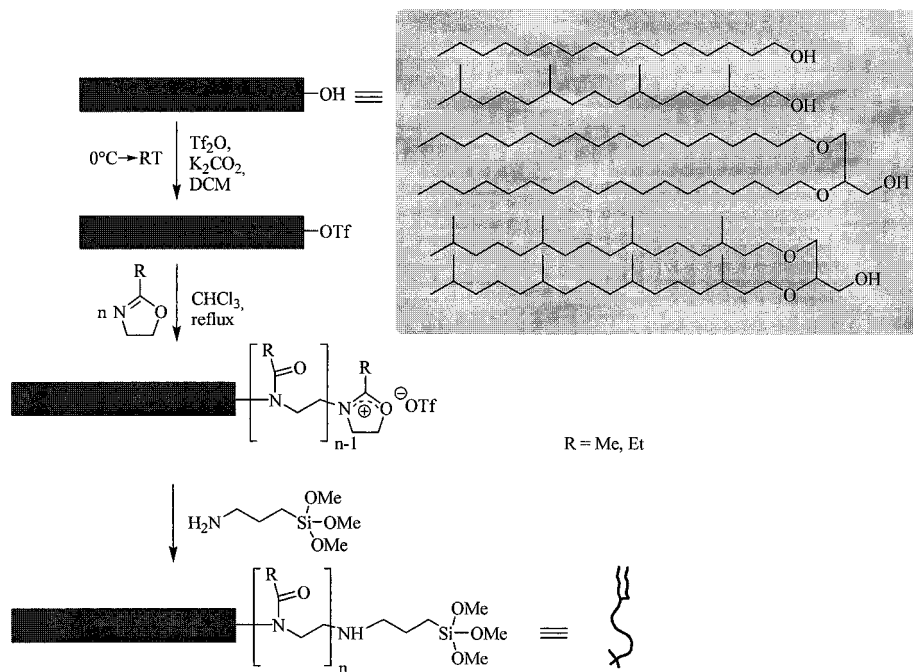 OH
OH
OH
Tf₂O,
0°C→RT
K₂CO₂,
DCM
O
O
OH
OTf
R
n N O
CHCl₃,
reflux
O
O
OH
R
O
N
n-1
R
N O
⊕
⊖OTf
R = Me, Et
H₂N
Si
OMe
OMe
OMe
R
O
N
n
NH
Si
OMe
OMe
OMe